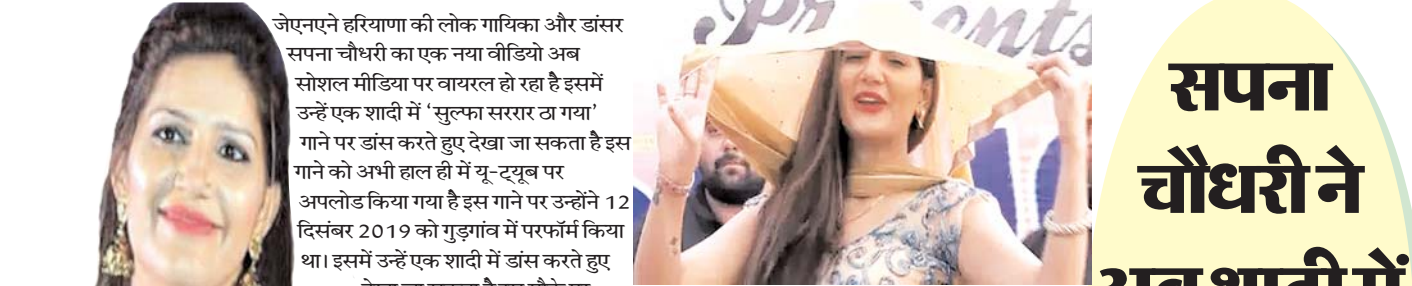 जेएनएने हरियाणा की लोक गायिका और डांसर
सपना चौधरी का एक नया वीडियो अब
सोशल मीडिया पर वायरल हो रहा है इसमें
उन्हें एक शादी में ‘सुल्फा सररार ठा गया’
गाने पर डांस करते हुए देखा जा सकता है इस
गाने को अभी हाल ही में यू-ट्यूब पर
अपलोड किया गया है इस गाने पर उन्होंने 12
दिसंबर 2019 को गुड़गांव में परफॉर्म किया
था। इसमें उन्हें एक शादी में डांस करते हुए
Presents
सपना
चौधरी ने
अब शादी में